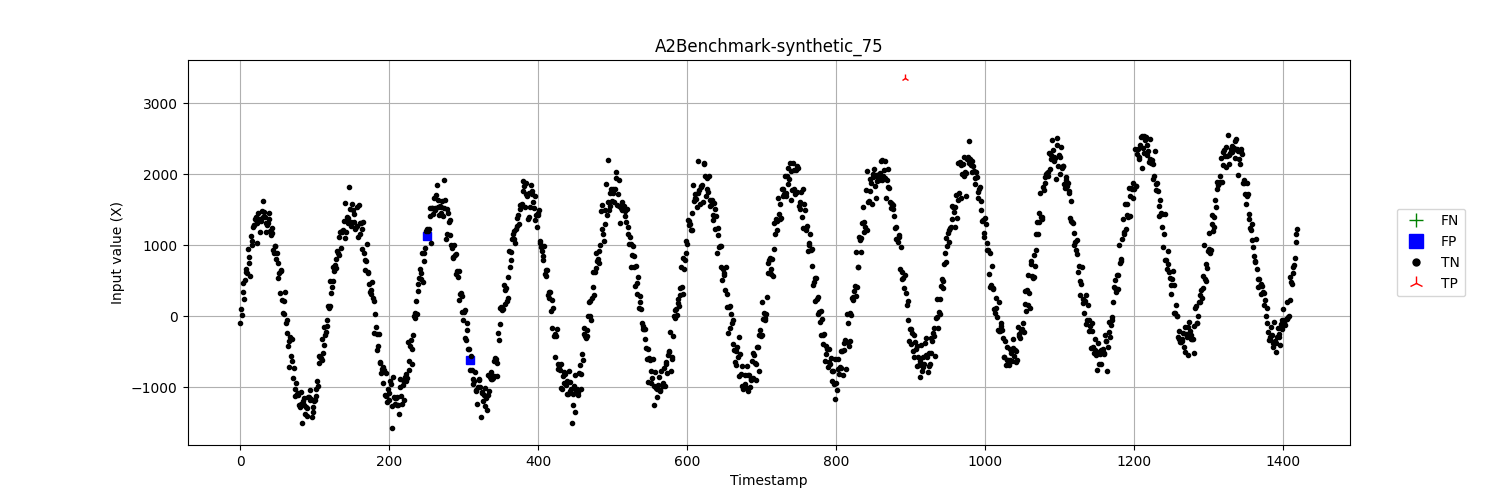 A2Benchmark-synthetic_75
Input value (X)
3000
2000
1000
0
−1000
0 200 400 600 800 1000 1200 1400
Timestamp
FN
FP
TN
TP